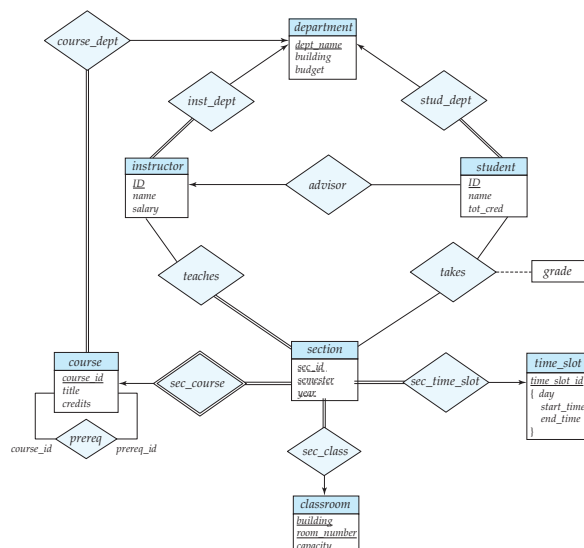 department
course_dept
dept_name
building
budget
inst_dept
stud_dept
instructor
ID
name
salary
advisor
student
ID
name
tot_cred
teaches
takes
grade
section
sec_id
semester
year
course
course_id
title
credits
sec_course
sec_time_slot
time_slot
time_slot_id
{ day
start_time
end_time
}
prereq
course_id
prereq_id
sec_class
classroom
building
room_number
capacity